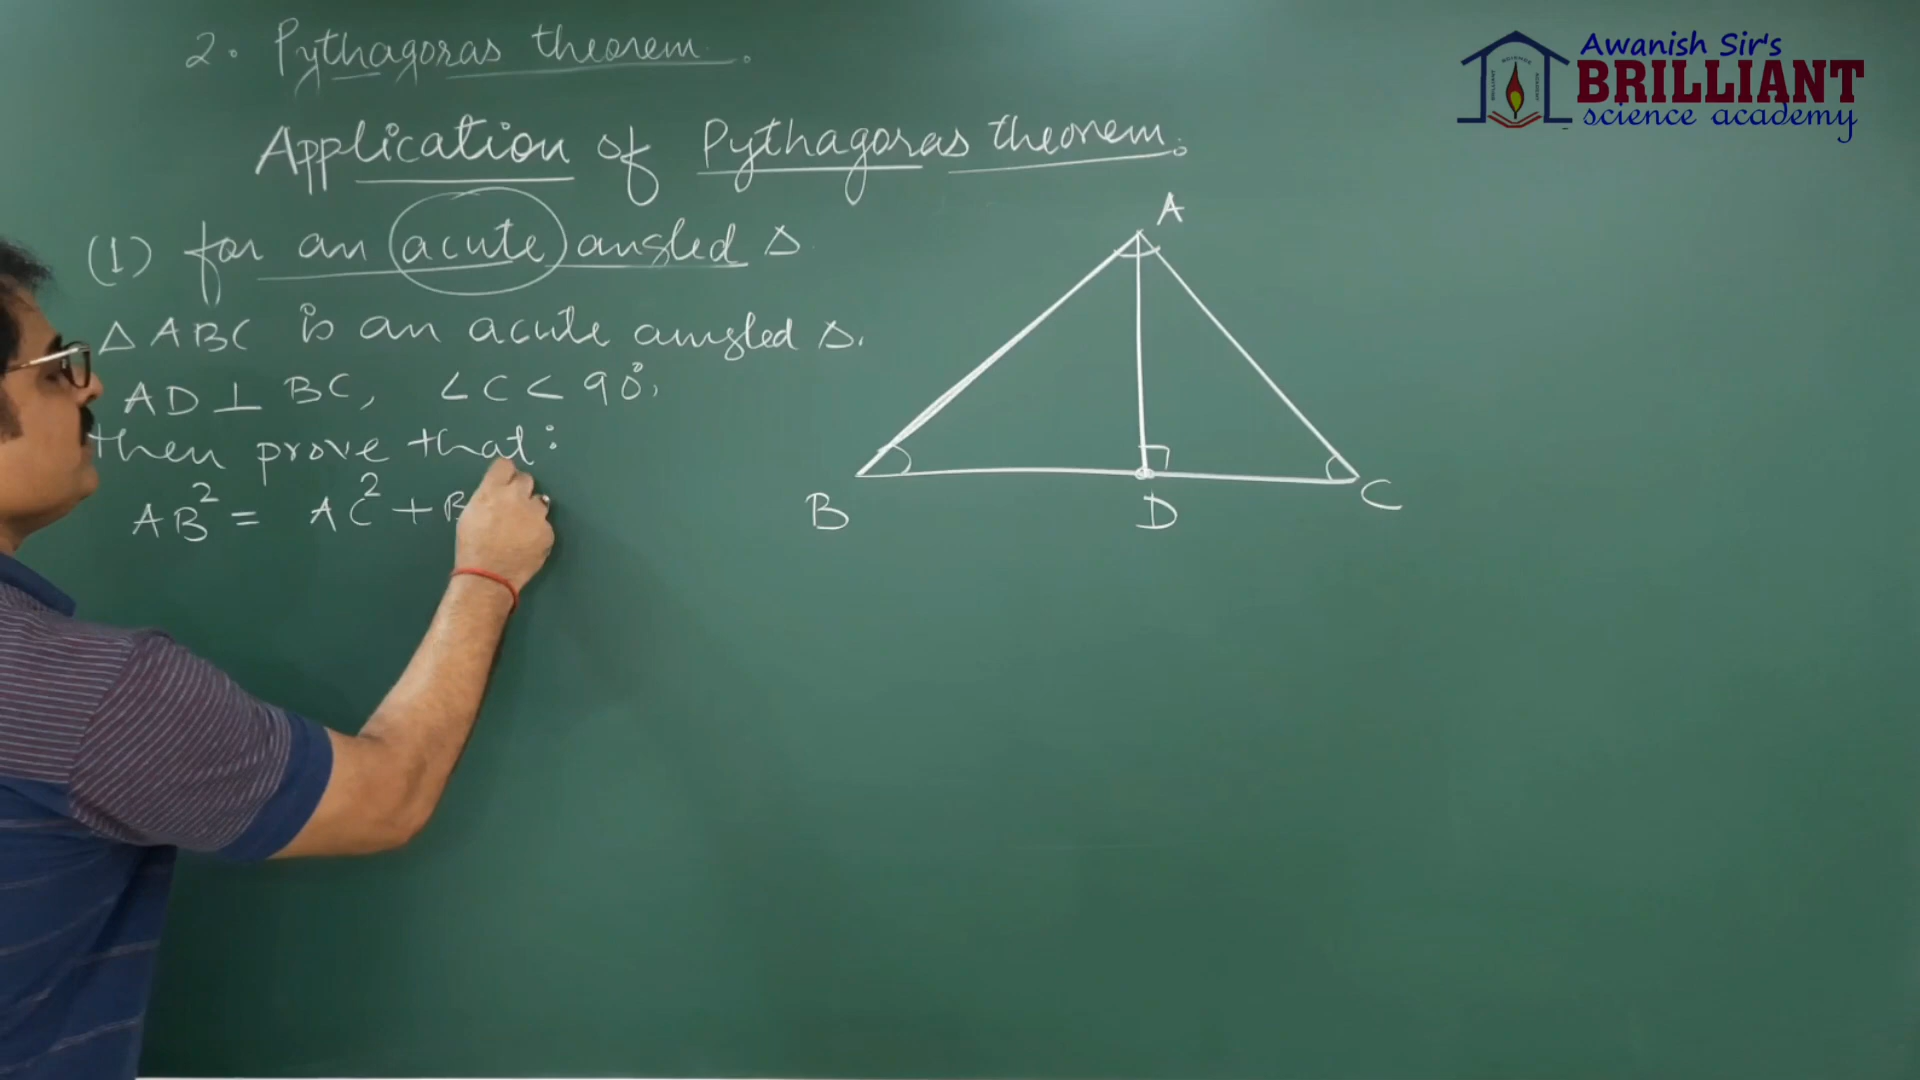 2. Pythagoras theorem.
Application of Pythagoras theorem.
(1) for an acute angled Δ
Δ ABC is an acute angled Δ.
AD ⊥ BC, ∠C < 90°,
then prove that:
AB² = AC² + B
A
B
D
C
Awanish Sir's
BRILLIANT
science academy